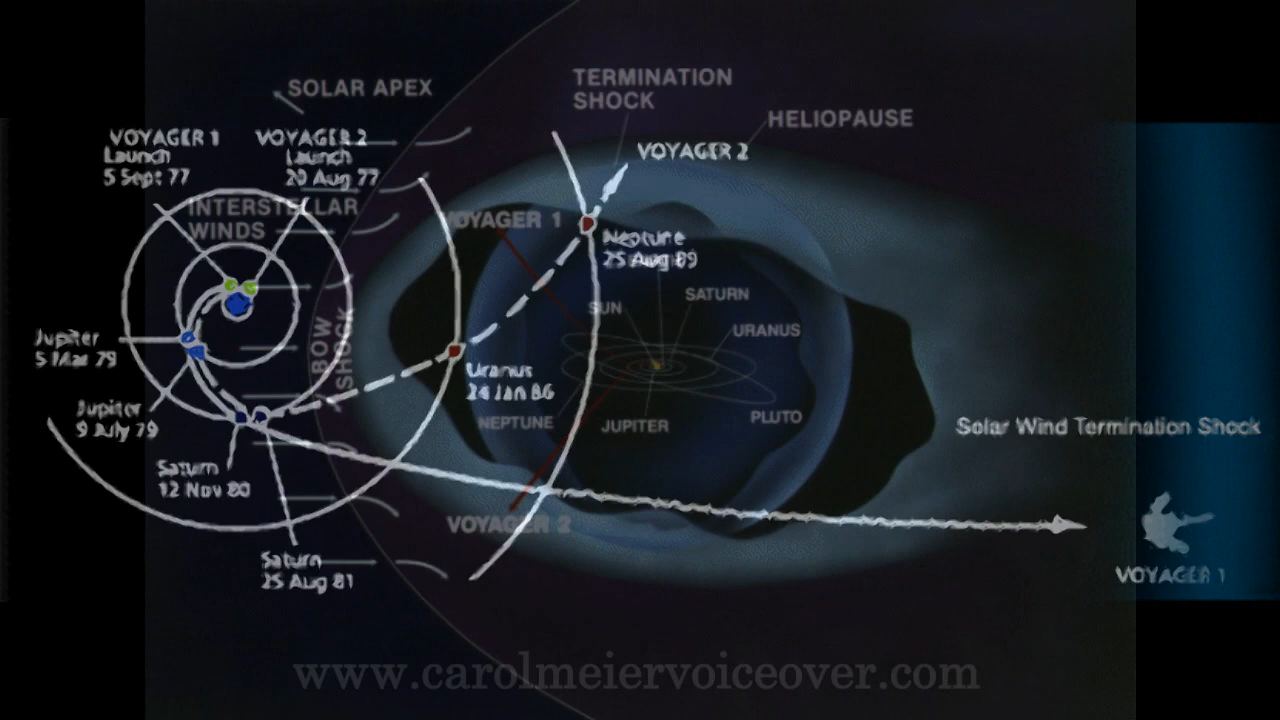 SOLAR APEX
TERMINATION
SHOCK
HELIOPAUSE
VOYAGER 1
Launch
5 Sept 77
VOYAGER 2
Launch
20 Aug 77
VOYAGER 2
INTERSTELLAR
WINDS
VOYAGER 1
Neptune
25 Aug 89
SUN
SATURN
URANUS
Jupiter
5 Mar 79
BOW
SHOCK
Uranus
24 Jan 86
Jupiter
9 July 79
NEPTUNE
JUPITER
PLUTO
Solar Wind Termination Shock
Saturn
12 Nov 80
VOYAGER 2
Saturn
25 Aug 81
VOYAGER 1
www.carolmeiervoiceover.com